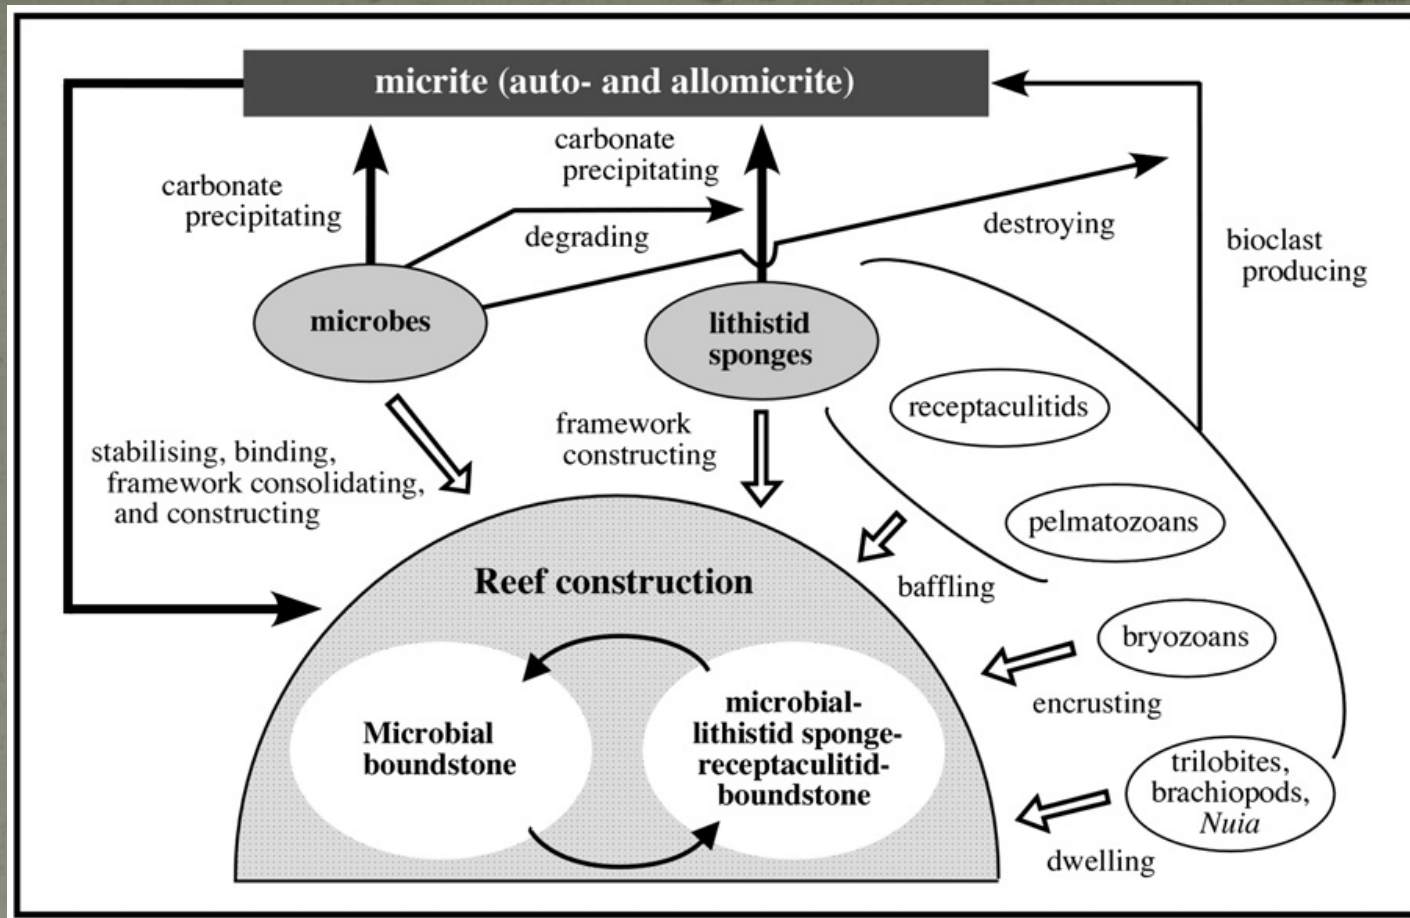 micrite (auto- and allomicrite)
carbonate
precipitating
carbonate
precipitating
degrading
destroying
bioclast
producing
microbes
lithistid
sponges
receptaculitids
stabilising, binding,
framework consolidating,
and constructing
framework
constructing
pelmatozoans
Reef construction
baffling
bryozoans
encrusting
Microbial
boundstone
microbial-
lithistid sponge-
receptaculitid-
boundstone
trilobites,
brachiopods,
Nuia
dwelling